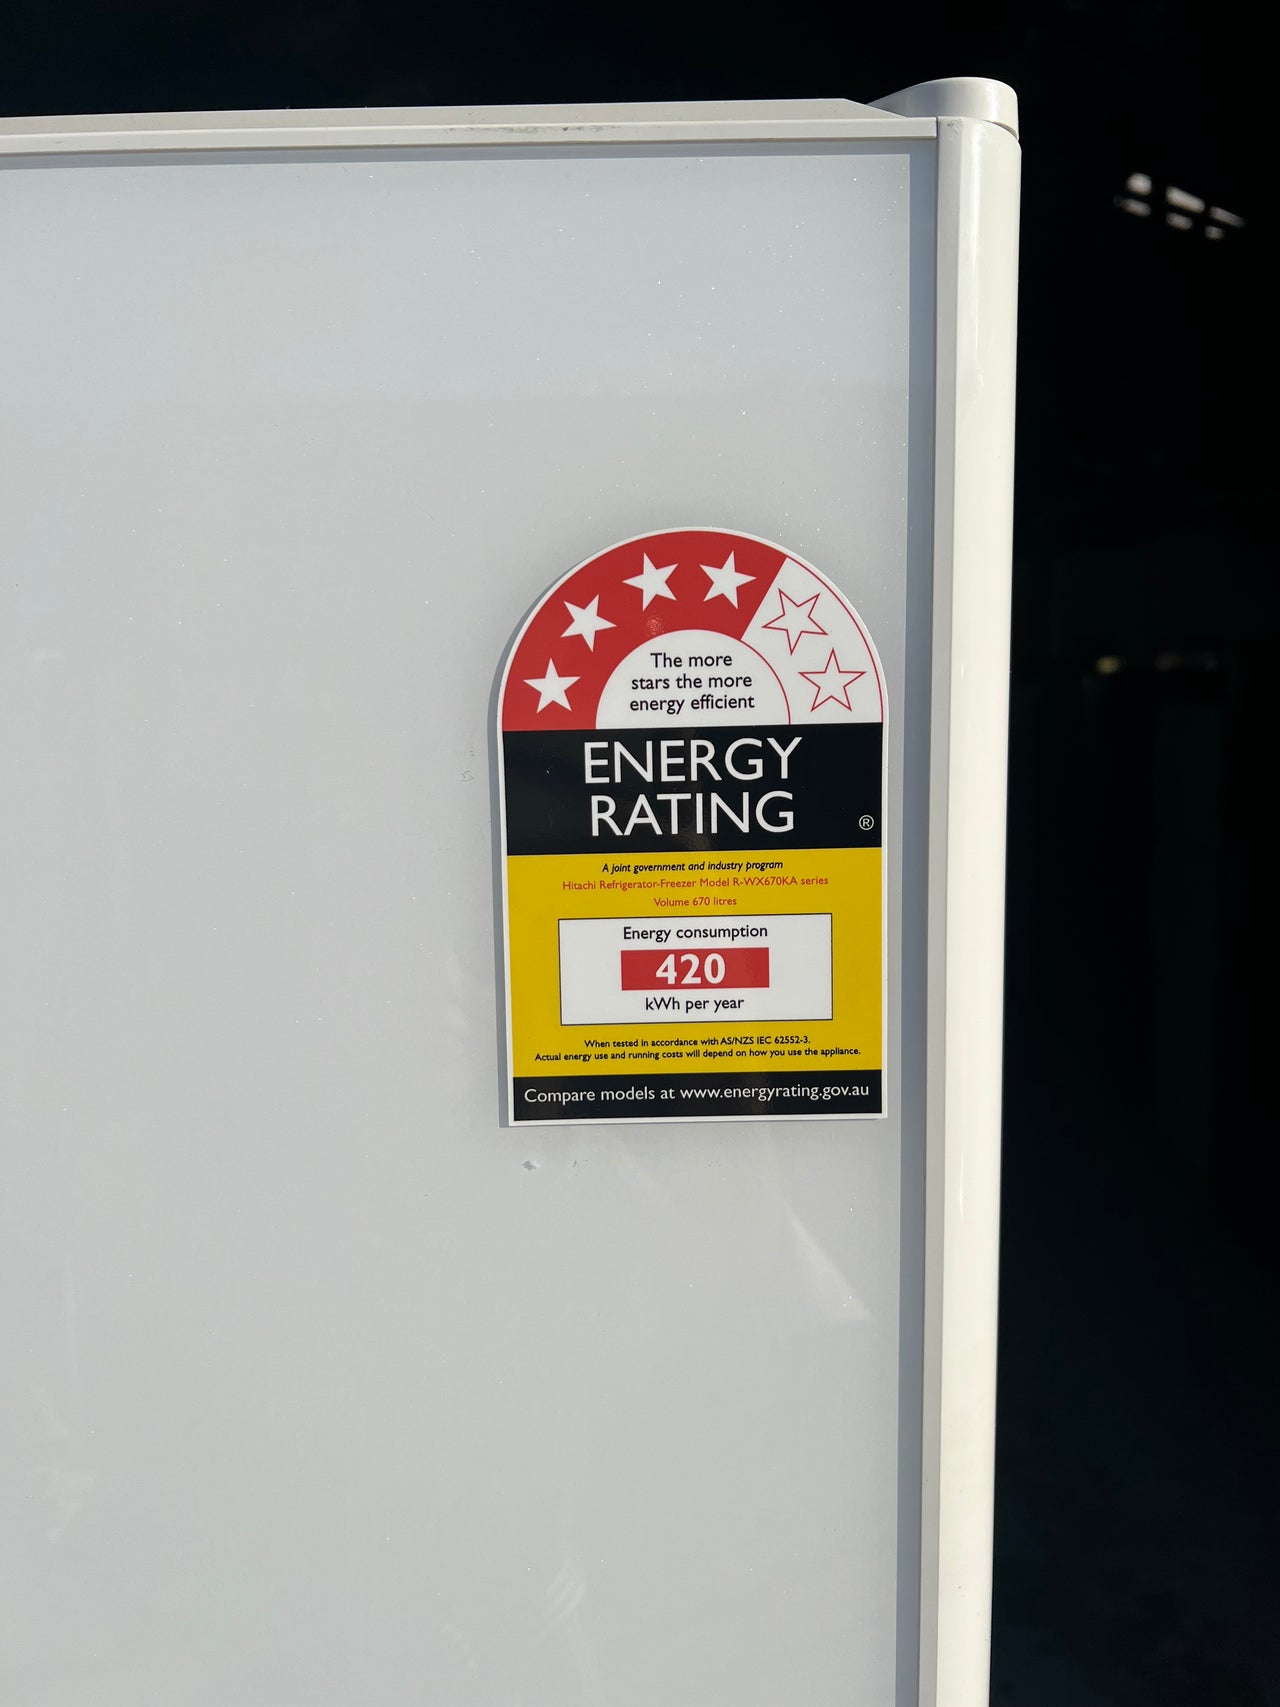 The more
stars the more
energy efficient
ENERGY
RATING
®
A joint government and industry program
Hitachi Refrigerator-Freezer Model R-WX670KA series
Volume 670 litres
Energy consumption
420
kWh per year
When tested in accordance with AS/NZS IEC 62552-3.
Actual energy use and running costs will depend on how you use the appliance.
Compare models at www.energyrating.gov.au